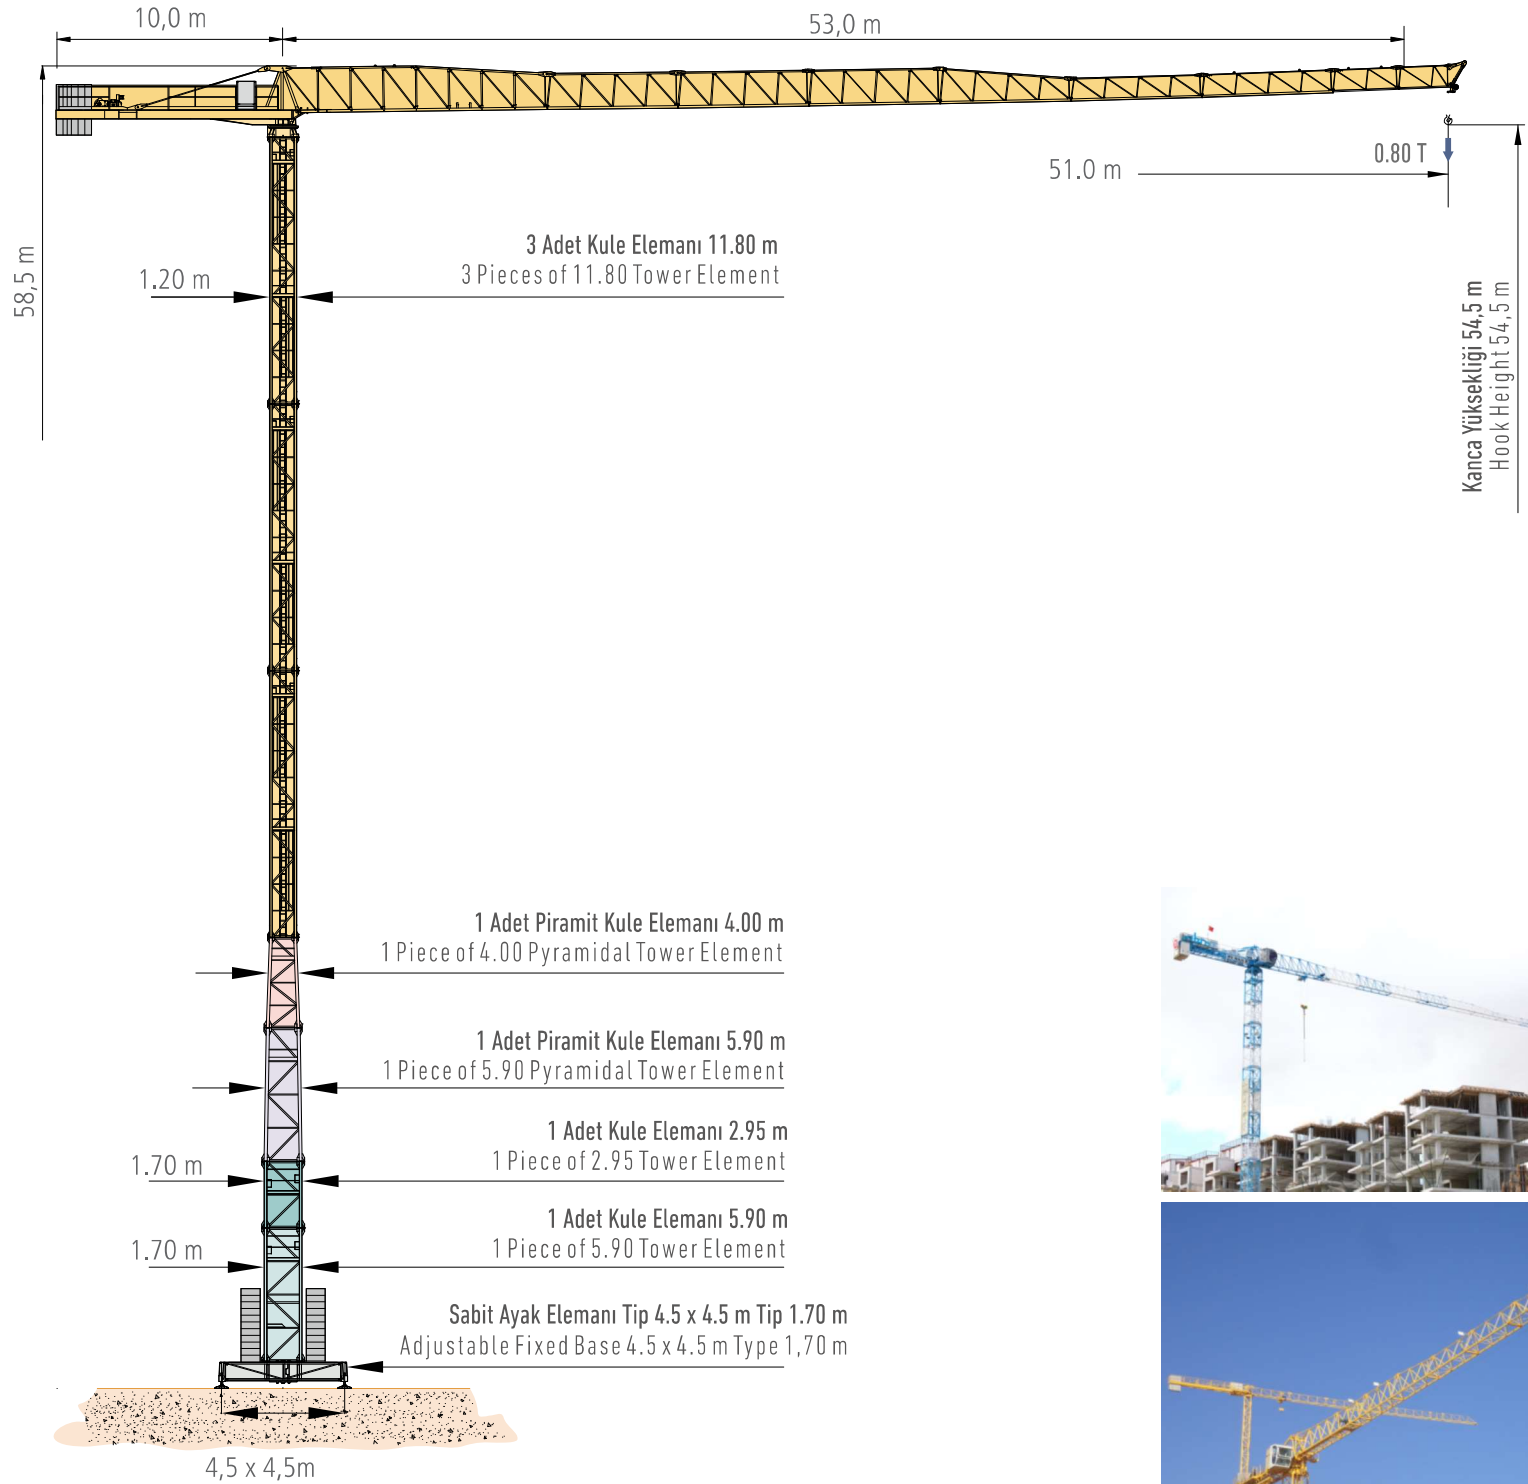 10,0 m
53,0 m
0.80 T
51.0 m
58,5 m
3 Adet Kule Elemanı 11.80 m
3 Pieces of 11.80 Tower Element
1.20 m
Kanca Yüksekliği 54,5 m
Hook Height 54,5 m
1 Adet Piramit Kule Elemanı 4.00 m
1 Piece of 4.00 Pyramidal Tower Element
1 Adet Piramit Kule Elemanı 5.90 m
1 Piece of 5.90 Pyramidal Tower Element
1 Adet Kule Elemanı 2.95 m
1 Piece of 2.95 Tower Element
1.70 m
1 Adet Kule Elemanı 5.90 m
1 Piece of 5.90 Tower Element
1.70 m
Sabit Ayak Elemanı Tip 4.5 x 4.5 m Tip 1.70 m
Adjustable Fixed Base 4.5 x 4.5 m Type 1,70 m
4,5 x 4,5m